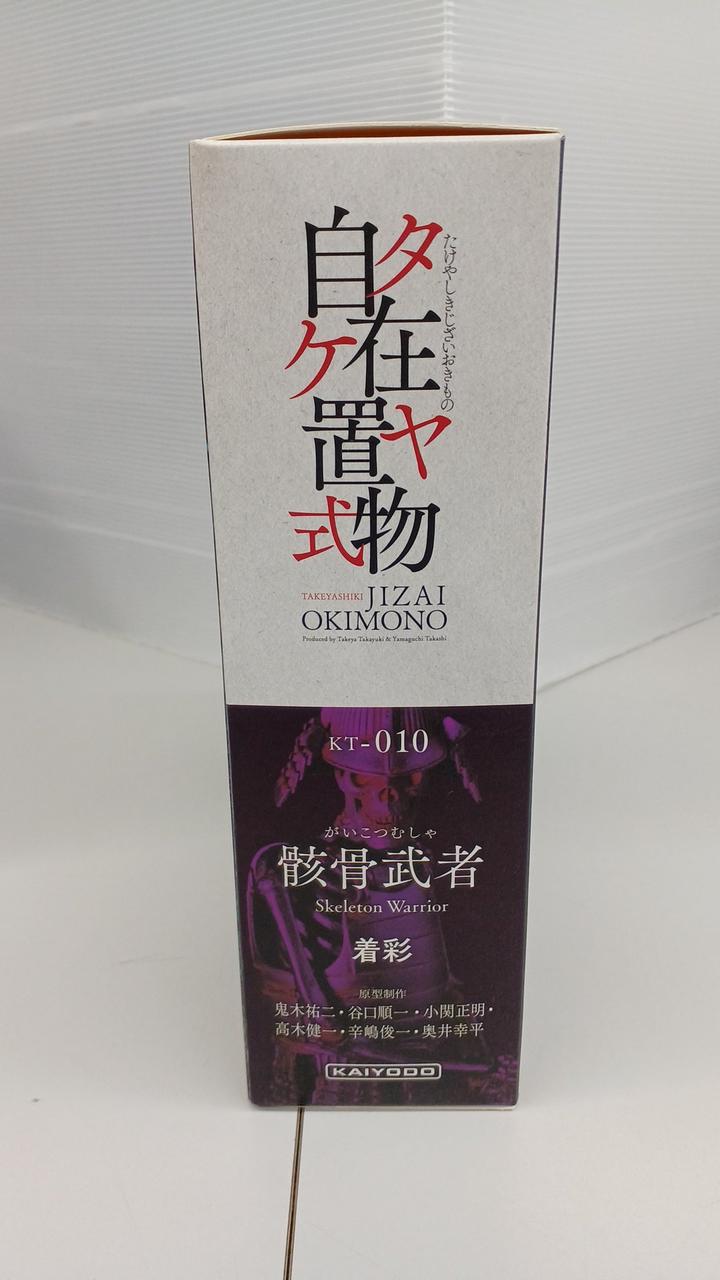 タケヤ式
自在置物
たけやしきじざいおきもの
TAKEYASHIKI JIZAI
OKIMONO
Produced by Takeya Takayuki & Yamaguchi Takashi
KT-010
がいこつむしゃ
骸骨武者
Skeleton Warrior
着彩
原型制作
鬼木祐二・谷口順一・小関正明・
高木健一・辛嶋俊一・奥井幸平
KAIYODO